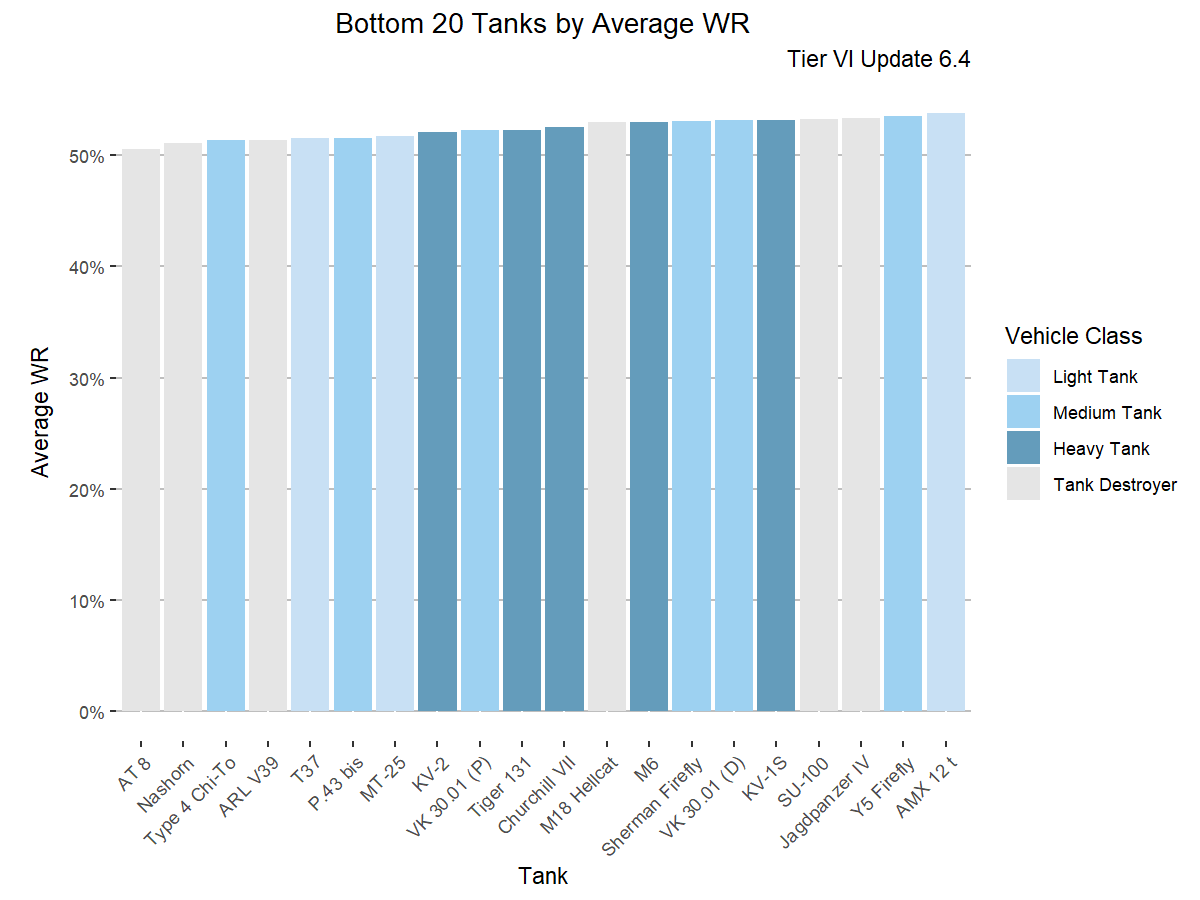 Bottom 20 Tanks by Average WR
Tier VI Update 6.4
Average WR
50%
40%
30%
20%
10%
0%
AT 8
Nashorn
Type 4 Chi-To
ARL V39
T37
P.43 bis
MT-25
KV-2
VK 30.01 (P)
Tiger 131
Churchill VII
M18 Hellcat
M6
Sherman Firefly
VK 30.01 (D)
KV-1S
SU-100
Jagdpanzer IV
Y5 Firefly
AMX 12 t
Tank
Vehicle Class
Light Tank
Medium Tank
Heavy Tank
Tank Destroyer